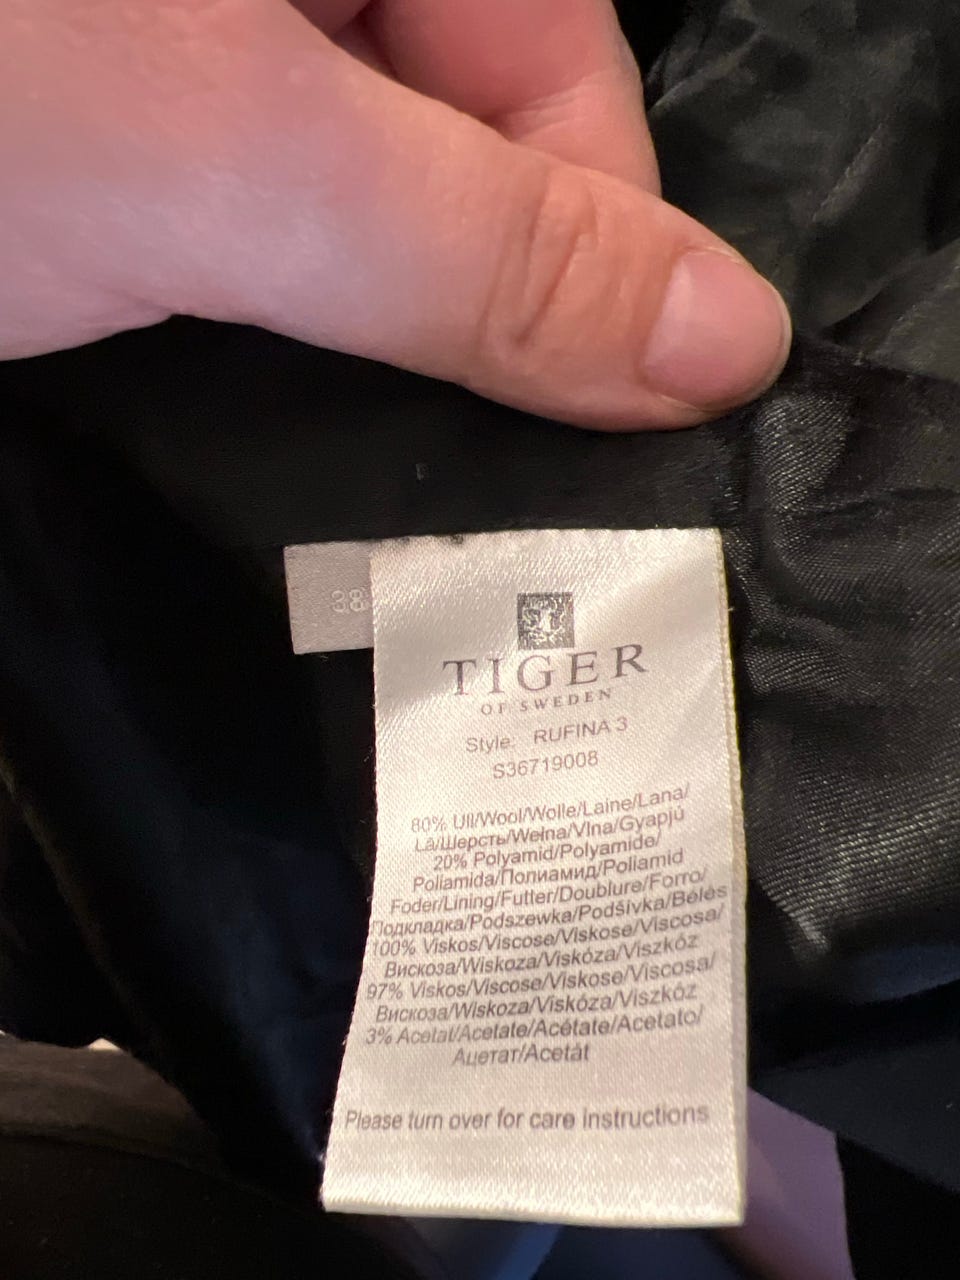 38
TIGER
OF SWEDEN
Style: RUFINA 3
S36719008
80% Ull/Wool/Wolle/Laine/Lana/
Lã/Шерсть/Wełna/Vlna/Gyapjú
20% Polyamid/Polyamide/
Poliamida/Полиамид/Poliamid
Foder/Lining/Futter/Doublure/Forro/
Подкладка/Podszewka/Podšívka/Bélés
100% Viskos/Viscose/Viskose/Viscosa/
Вискоза/Wiskoza/Viskóza/Viszkóz
97% Viskos/Viscose/Viskose/Viscosa/
Вискоза/Wiskoza/Viskóza/Viszkóz
3% Acetat/Acetate/Acétate/Acetato/
Ацетат/Acetát
Please turn over for care instructions